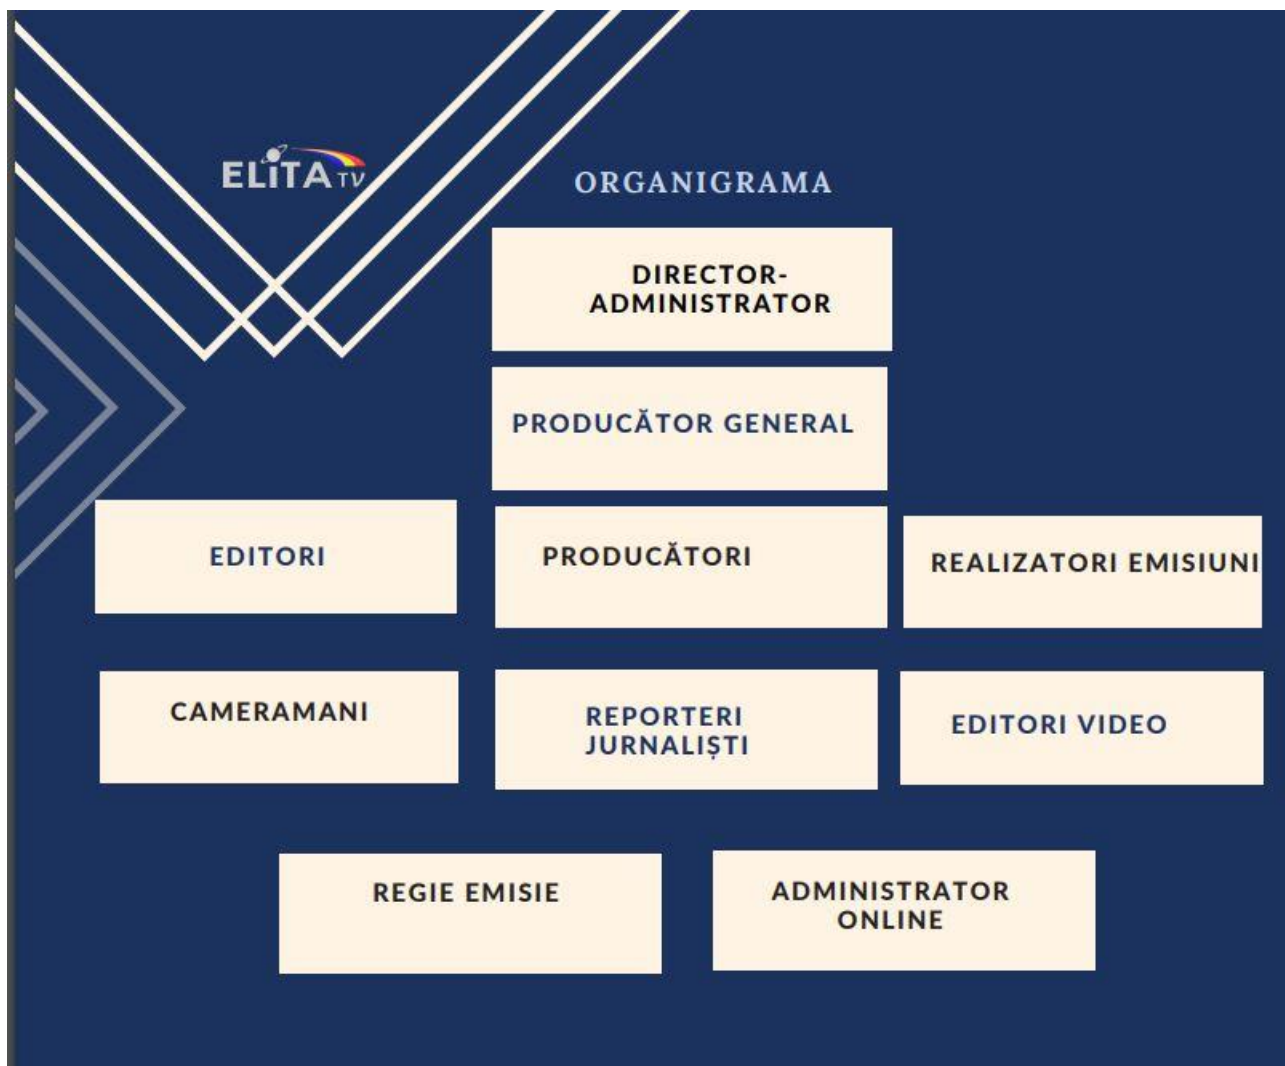 ELiTA TV
ORGANIGRAMA
DIRECTOR-
ADMINISTRATOR
PRODUCĂTOR GENERAL
EDITORI
PRODUCĂTORI
REALIZATORI EMISIUNI
CAMERAMANI
REPORTERI
JURNALIȘTI
EDITORI VIDEO
REGIE EMISIE
ADMINISTRATOR
ONLINE